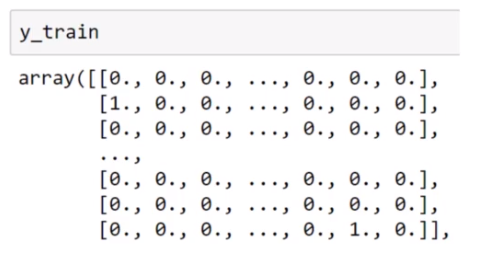 y_train
array([[0., 0., 0., ..., 0., 0., 0.],
[1., 0., 0., ..., 0., 0., 0.],
[0., 0., 0., ..., 0., 0., 0.],
...,
[0., 0., 0., ..., 0., 0., 0.],
[0., 0., 0., ..., 0., 0., 0.],
[0., 0., 0., ..., 0., 1., 0.]],